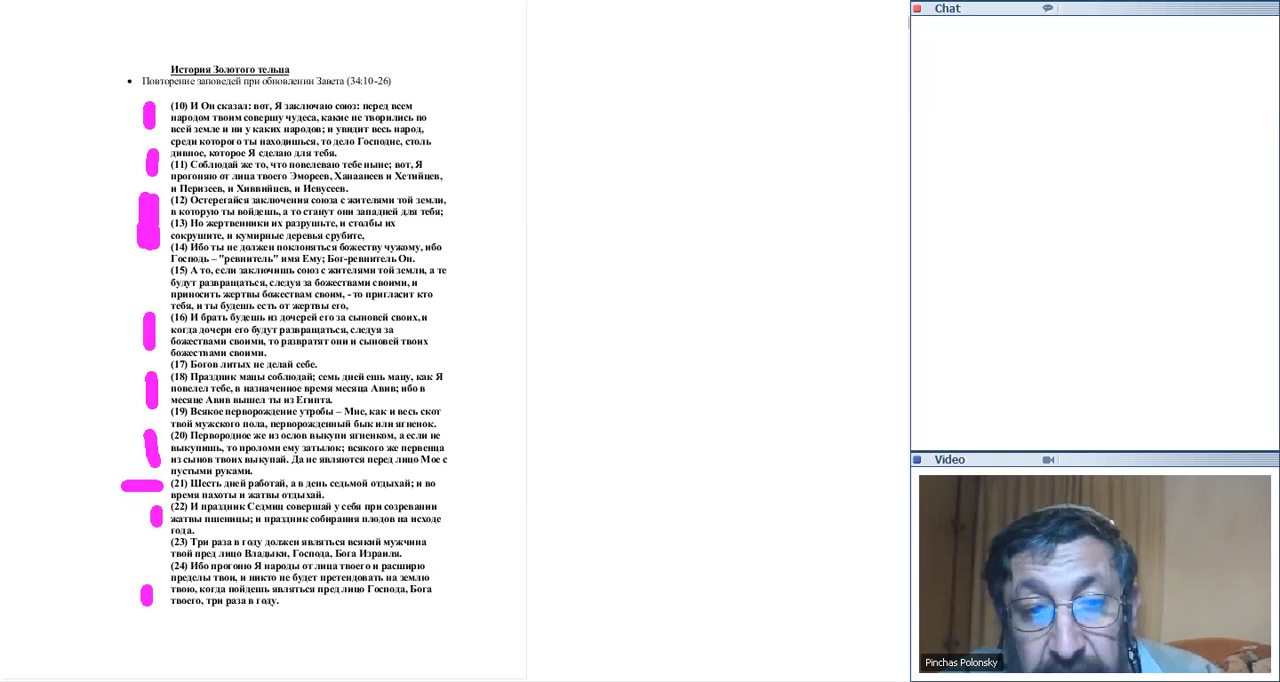 История Золотого тельца
• Повторение заповедей при обновлении Завета (34:10-26)
(10) И Он сказал: вот, Я заключаю союз: перед всем
народом твоим совершу чудеса, какие не творились по
всей земле и ни у каких народов; и увидит весь народ,
среди которого ты находишься, то дело Господне, столь
дивное, которое Я сделаю для тебя.
(11) Соблюдай же то, что повелеваю тебе ныне; вот, Я
прогоняю от лица твоего Эмореев, Ханаанеев и Хетийцев,
и Перизеев, и Хиввийцев, и Иевусеев.
(12) Остерегайся заключения союза с жителями той земли,
в которую ты войдешь, а то станут они западней для тебя;
(13) Но жертвенники их разрушьте, и столбы их
сокрушите, и кумирные деревья срубите,
(14) Ибо ты не должен поклоняться божеству чужому, ибо
Господь – "ревнитель" имя Ему; Бог-ревнитель Он.
(15) А то, если заключишь союз с жителями той земли, а те
будут развращаться, следуя за божествами своими, и
приносить жертвы божествам своим, - то пригласит кто
тебя, и ты будешь есть от жертвы его,
(16) И брать будешь из дочерей его за сыновей своих, и
когда дочери его будут развращаться, следуя за
божествами своими, то развратят они и сыновей твоих
божествами своими.
(17) Богов литых не делай себе.
(18) Праздник мацы соблюдай; семь дней ешь мацу, как Я
повелел тебе, в назначенное время месяца Авив; ибо в
месяце Авив вышел ты из Египта.
(19) Всякое перворождение утробы – Мне, как и весь скот
твой мужского пола, перворожденный бык или ягненок.
(20) Первородное же из ослов выкупи ягненком, а если не
выкупишь, то проломи ему затылок; всякого же первенца
из сынов твоих выкупай. Да не являются перед лицо Мое с
пустыми руками.
(21) Шесть дней работай, а в день седьмой отдыхай; и во
время пахоты и жатвы отдыхай.
(22) И праздник Седмиц совершай у себя при созревании
жатвы пшеницы; и праздник собирания плодов на исходе
года.
(23) Три раза в году должен являться всякий мужчина
твой пред лицо Владыки, Господа, Бога Израиля.
(24) Ибо прогоню Я народы от лица твоего и расширю
пределы твои, и никто не будет претендовать на землю
твою, когда пойдешь являться пред лицо Господа, Бога
твоего, три раза в году.
Chat
Video
Pinchas Polonsky